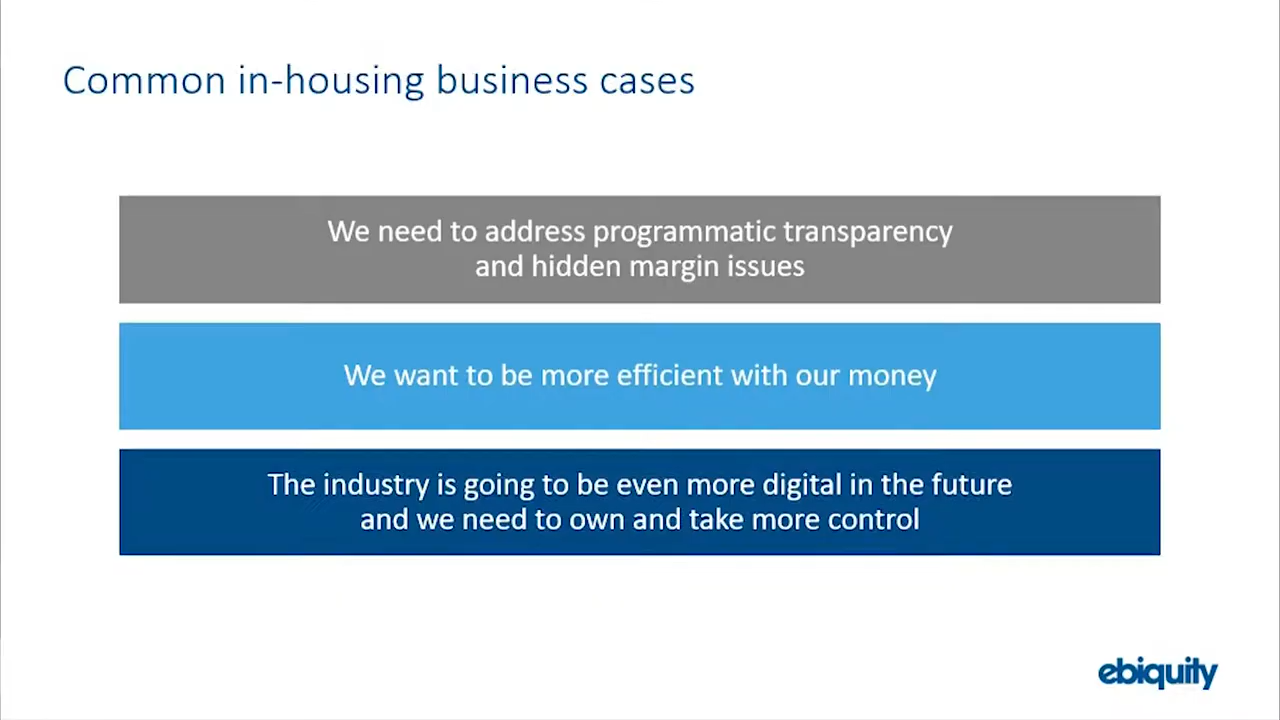 Common in-housing business cases
We need to address programmatic transparency
and hidden margin issues
We want to be more efficient with our money
The industry is going to be even more digital in the future
and we need to own and take more control
ebiquity